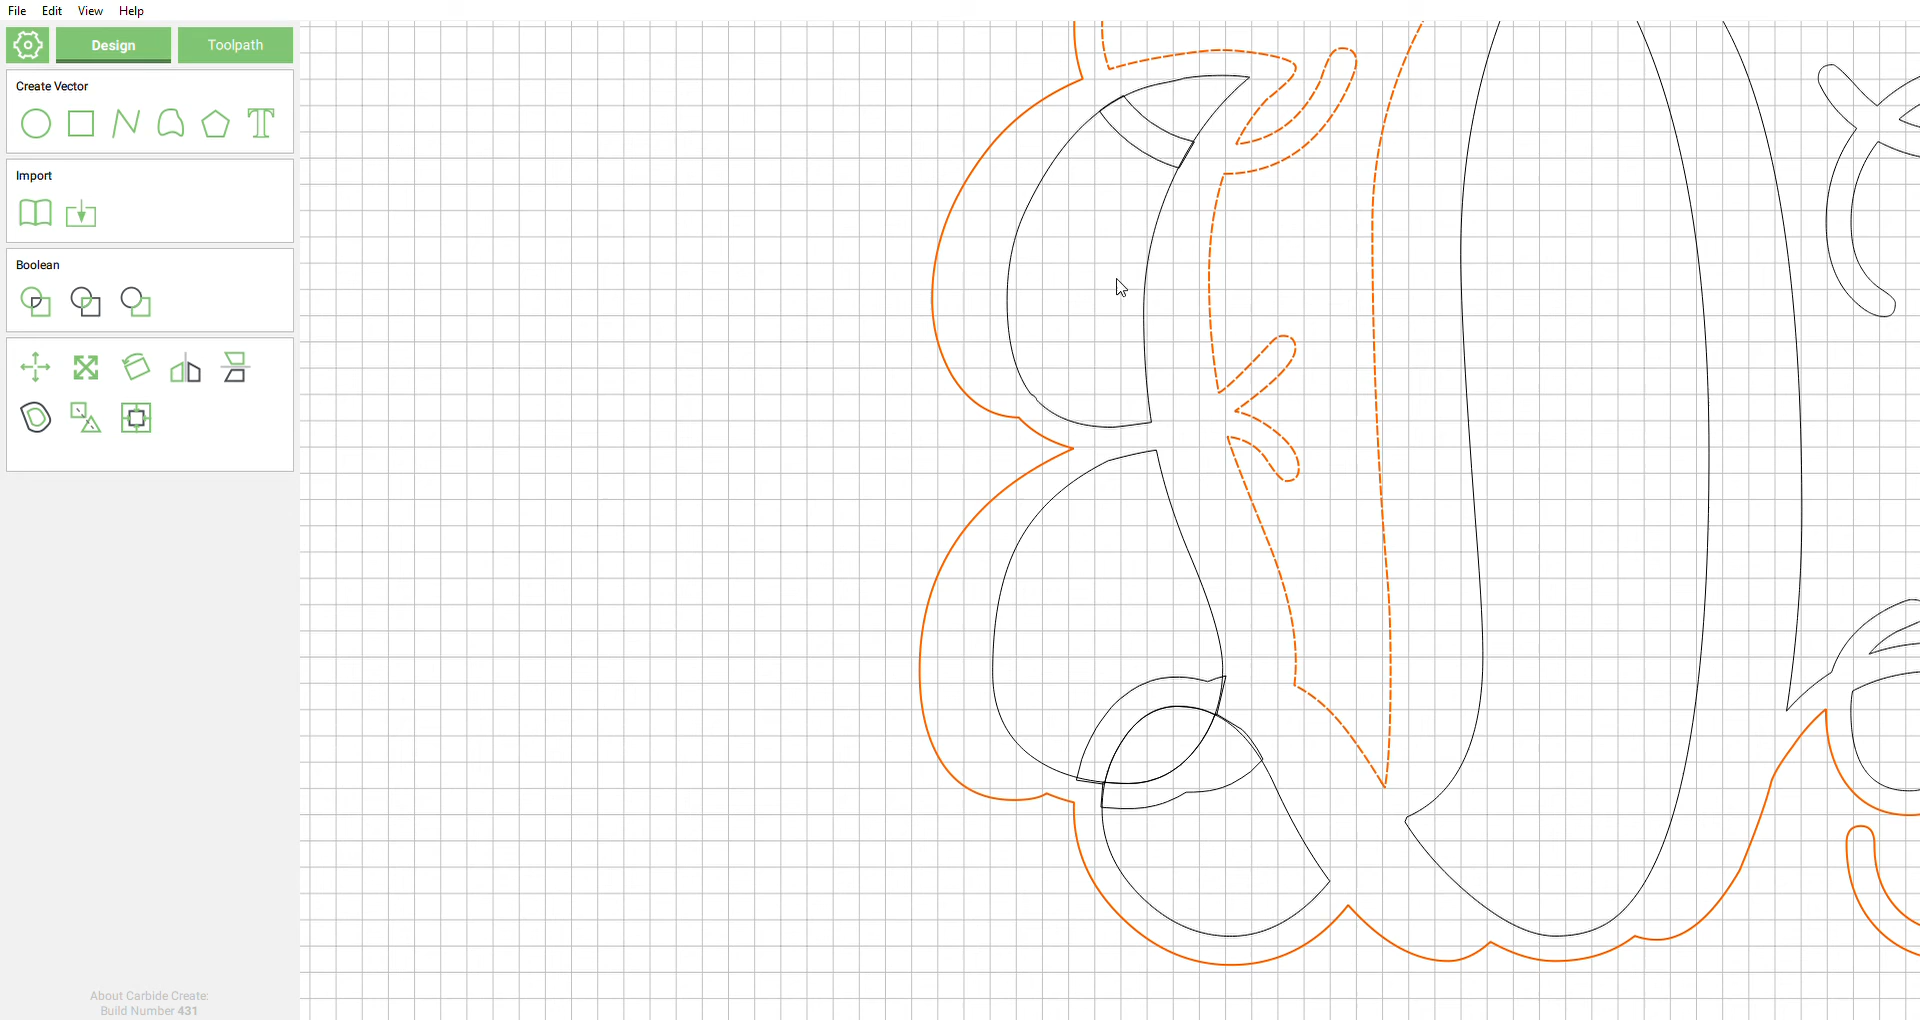 File Edit View Help
Design Toolpath
Create Vector
T
Import
Boolean
About Carbide Create:
Build Number 431